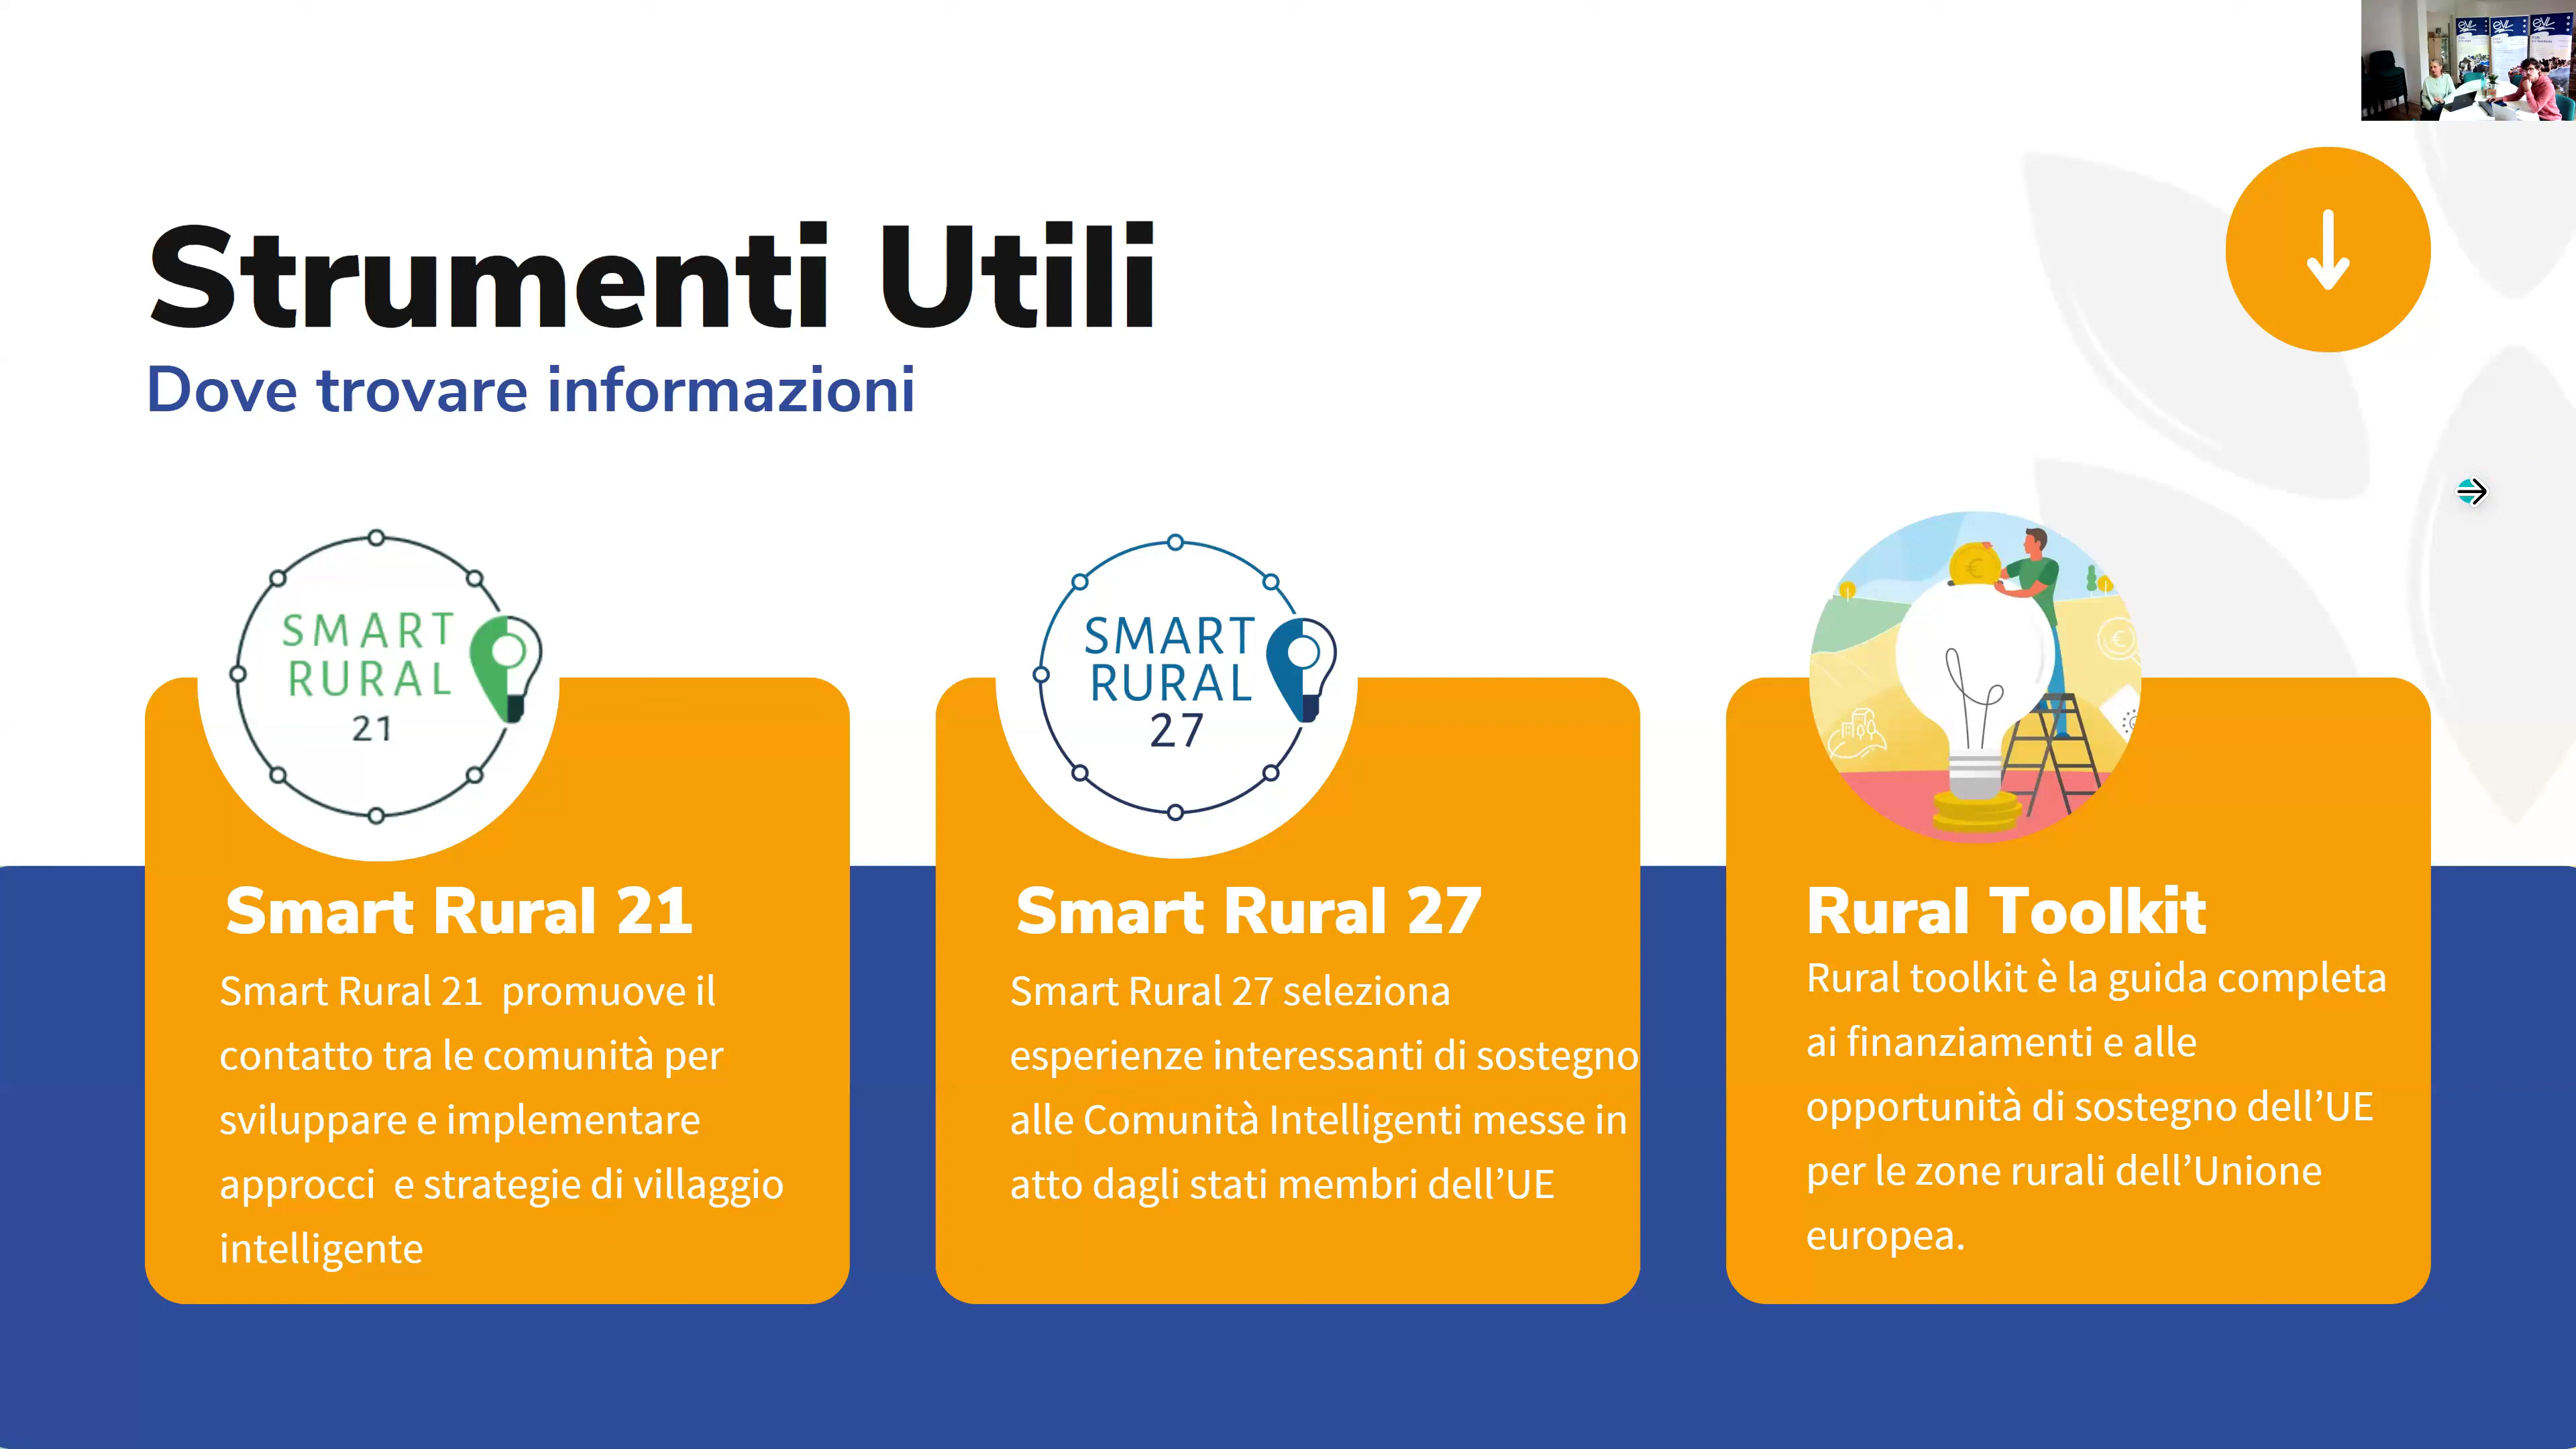 Strumenti Utili
Dove trovare informazioni
SMART
RURAL
21
SMART
RURAL
27
Smart Rural 21
Smart Rural 21  promuove il
contatto tra le comunità per
sviluppare e implementare
approcci  e strategie di villaggio
intelligente
Smart Rural 27
Smart Rural 27 seleziona
esperienze interessanti di sostegno
alle Comunità Intelligenti messe in
atto dagli stati membri dell’UE
Rural Toolkit
Rural toolkit è la guida completa
ai finanziamenti e alle
opportunità di sostegno dell’UE
per le zone rurali dell’Unione
europea.